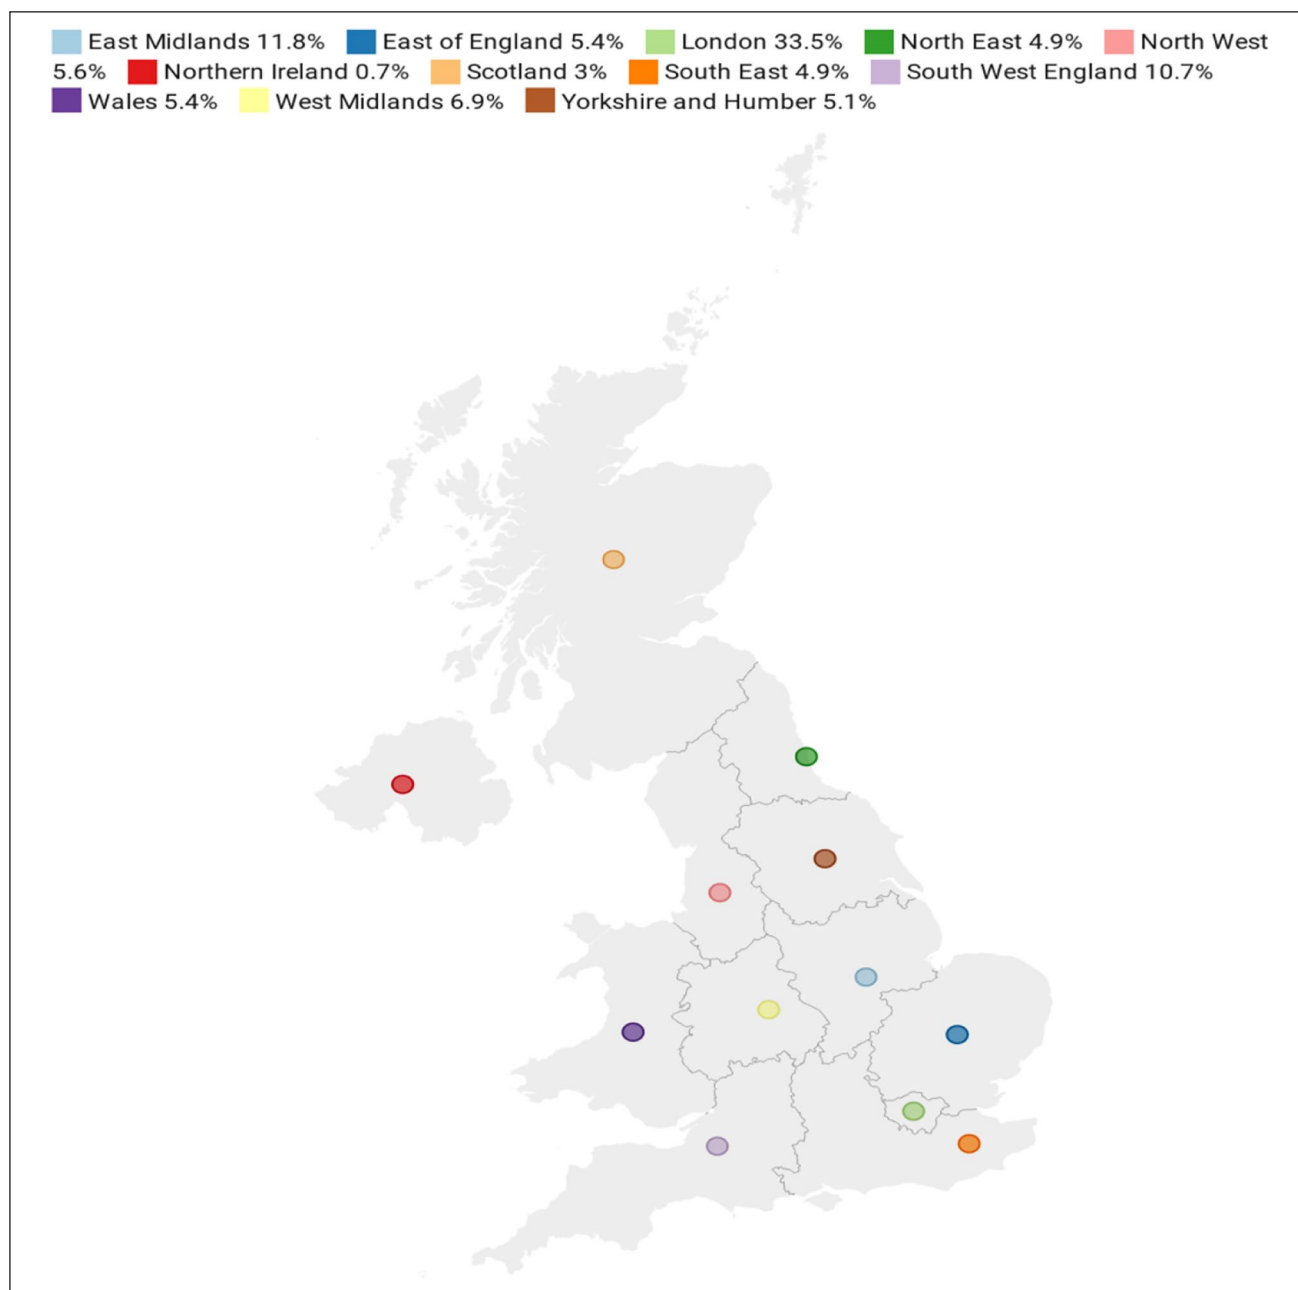 East Midlands 11.8% East of England 5.4% London 33.5% North East 4.9% North West
5.6% Northern Ireland 0.7% Scotland 3% South East 4.9% South West England 10.7%
Wales 5.4% West Midlands 6.9% Yorkshire and Humber 5.1%